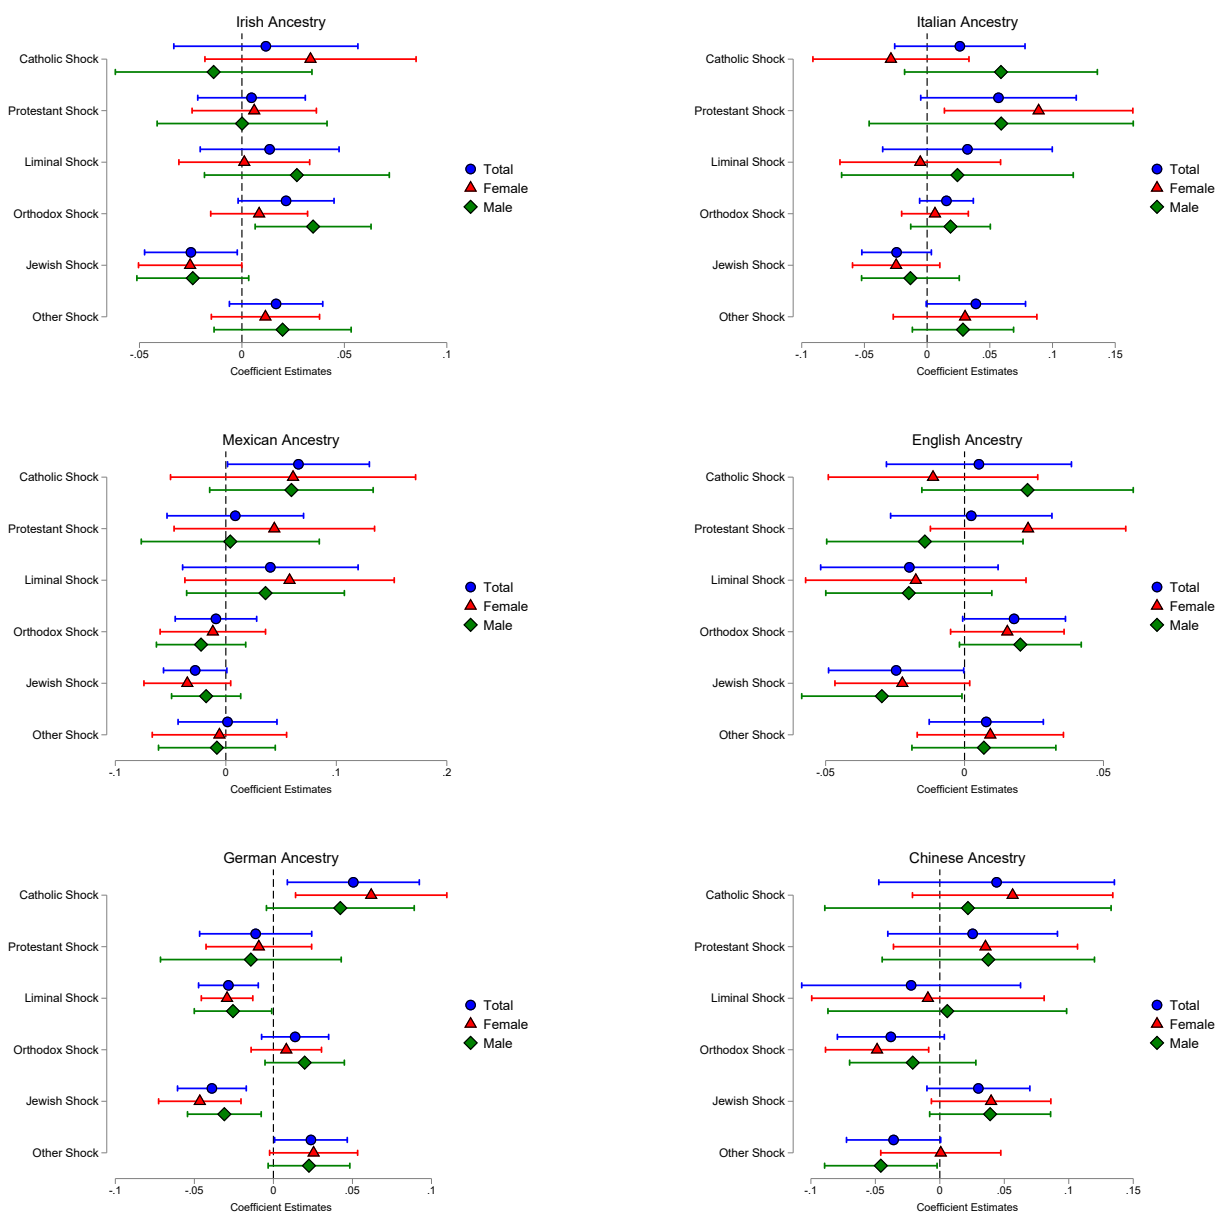 Irish Ancestry
Catholic Shock
Protestant Shock
Liminal Shock
Orthodox Shock
Jewish Shock
Other Shock
-.05 0 .05 .1
Coefficient Estimates
Total
Female
Male
Italian Ancestry
Catholic Shock
Protestant Shock
Liminal Shock
Orthodox Shock
Jewish Shock
Other Shock
-.1 -.05 0 .05 .1 .15
Coefficient Estimates
Total
Female
Male
Mexican Ancestry
Catholic Shock
Protestant Shock
Liminal Shock
Orthodox Shock
Jewish Shock
Other Shock
-.1 0 .1 .2
Coefficient Estimates
Total
Female
Male
English Ancestry
Catholic Shock
Protestant Shock
Liminal Shock
Orthodox Shock
Jewish Shock
Other Shock
-.05 0 .05
Coefficient Estimates
Total
Female
Male
German Ancestry
Catholic Shock
Protestant Shock
Liminal Shock
Orthodox Shock
Jewish Shock
Other Shock
-.1 -.05 0 .05 .1
Coefficient Estimates
Total
Female
Male
Chinese Ancestry
Catholic Shock
Protestant Shock
Liminal Shock
Orthodox Shock
Jewish Shock
Other Shock
-.1 -.05 0 .05 .1 .15
Coefficient Estimates
Total
Female
Male